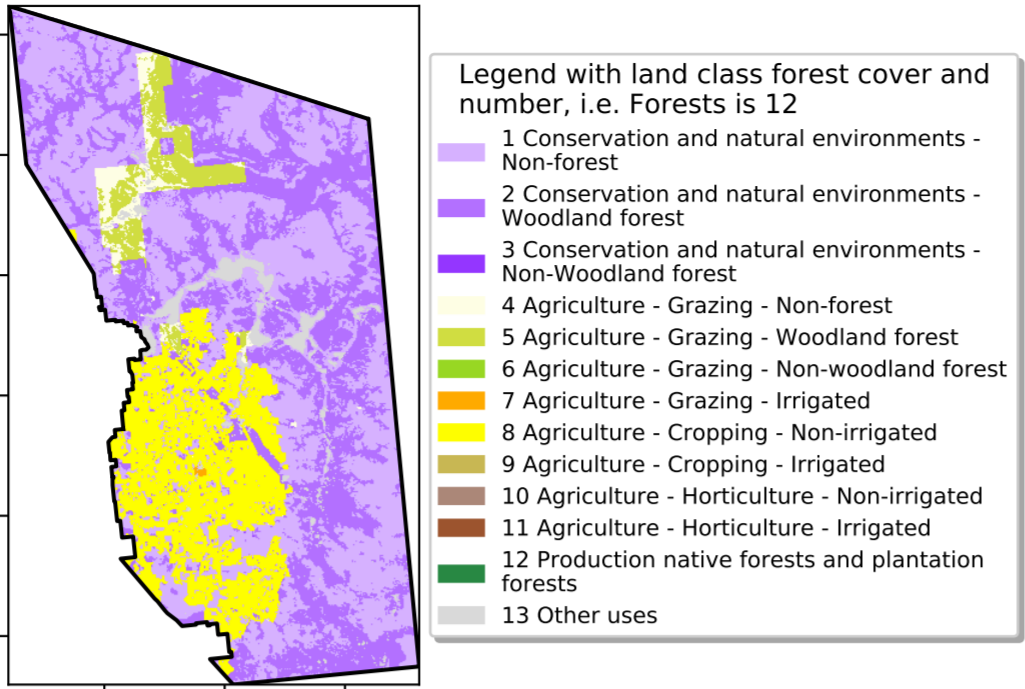 Legend with land class forest cover and
number, i.e. Forests is 12
1 Conservation and natural environments -
Non-forest
2 Conservation and natural environments -
Woodland forest
3 Conservation and natural environments -
Non-Woodland forest
4 Agriculture - Grazing - Non-forest
5 Agriculture - Grazing - Woodland forest
6 Agriculture - Grazing - Non-woodland forest
7 Agriculture - Grazing - Irrigated
8 Agriculture - Cropping - Non-irrigated
9 Agriculture - Cropping - Irrigated
10 Agriculture - Horticulture - Non-irrigated
11 Agriculture - Horticulture - Irrigated
12 Production native forests and plantation
forests
13 Other uses